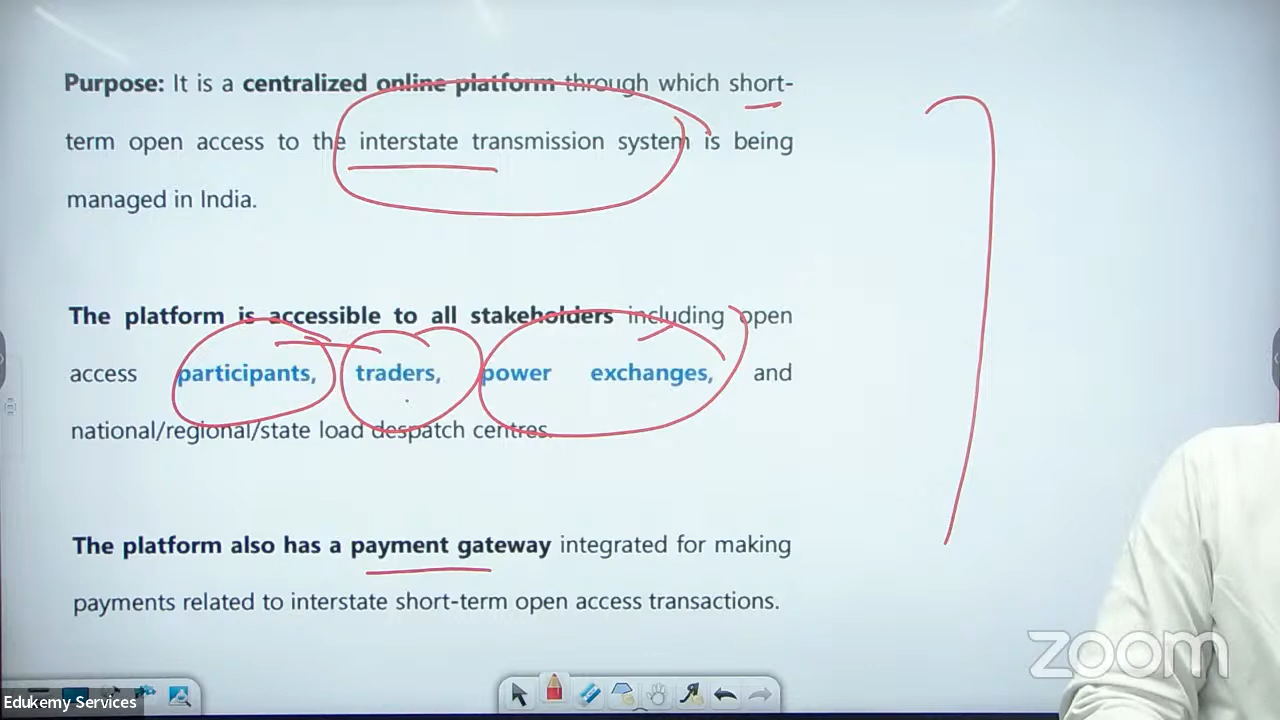 Purpose: It is a centralized online platform through which short-
term open access to the interstate transmission system is being
managed in India.
The platform is accessible to all stakeholders including open
access participants, traders, power exchanges, and
national/regional/state load despatch centres.
The platform also has a payment gateway integrated for making
payments related to interstate short-term open access transactions.
zoom
Edukemy Services